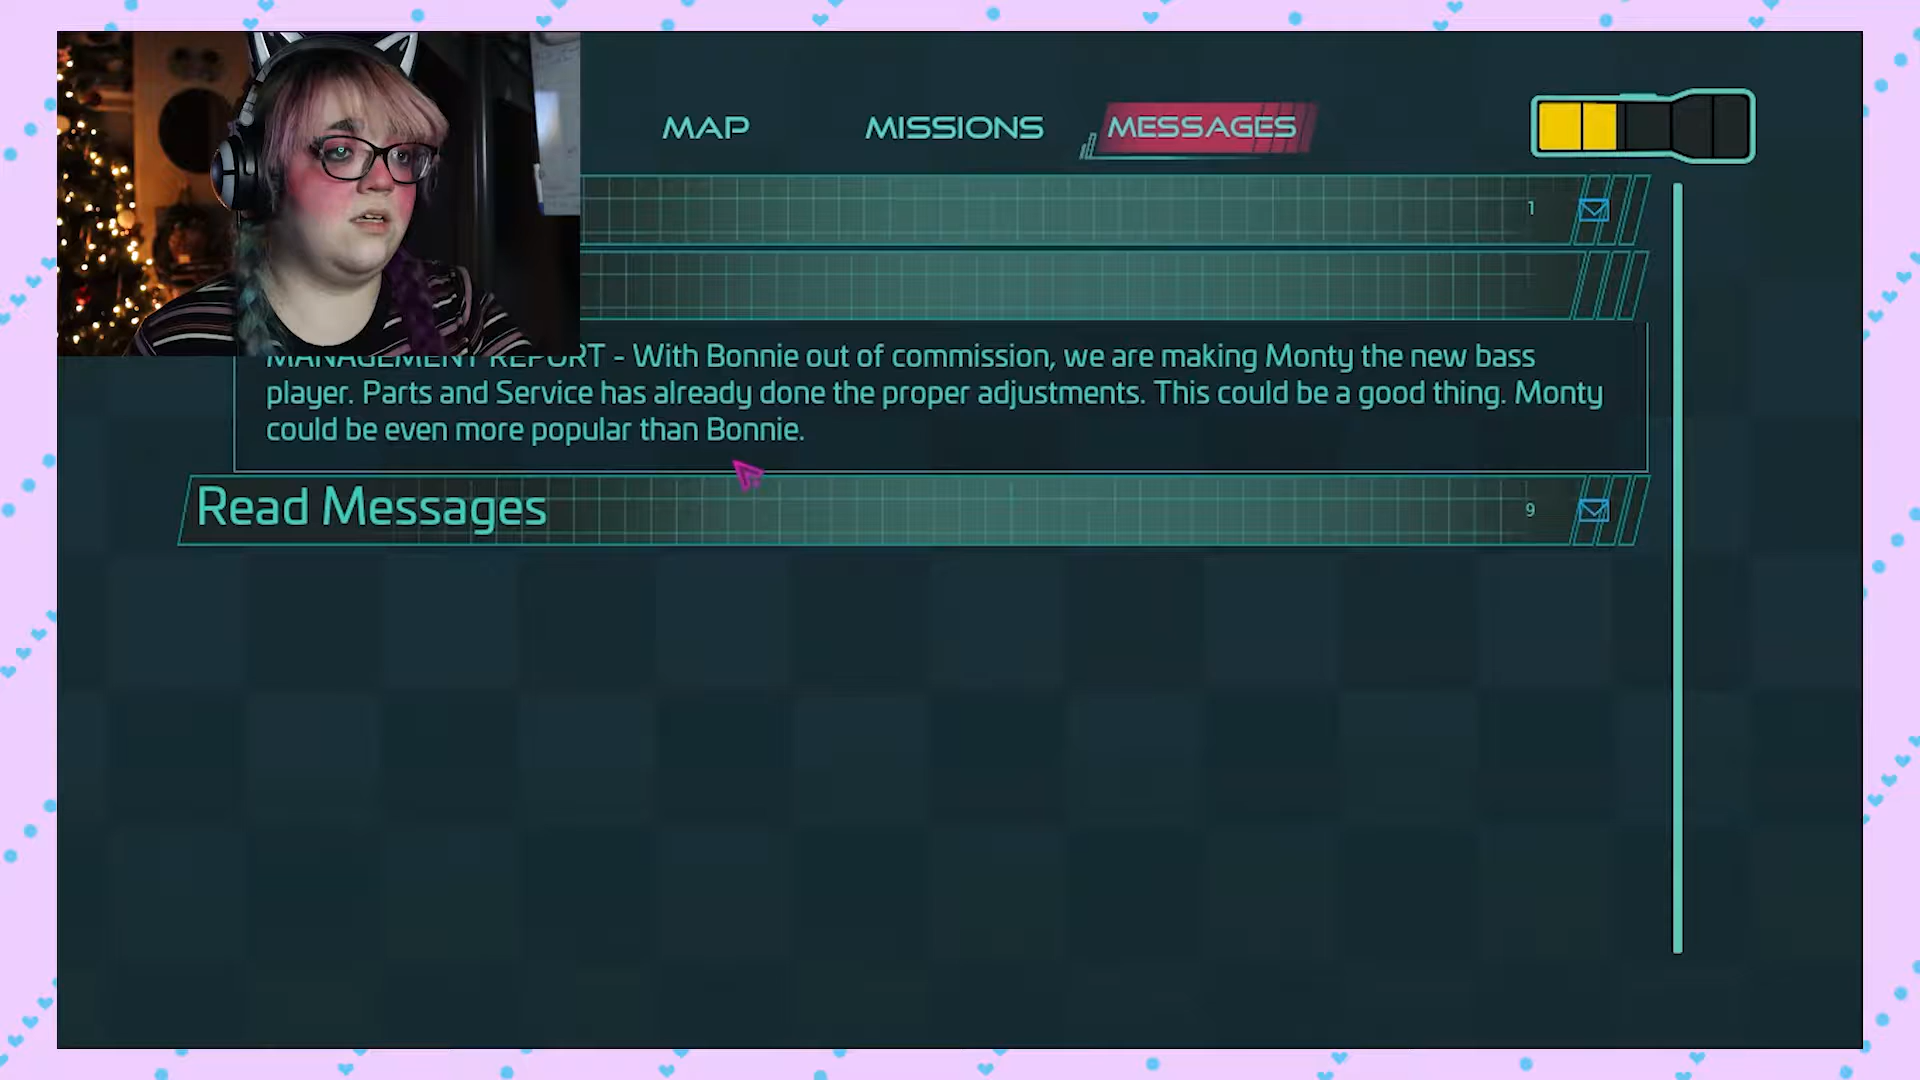 MAP MISSIONS MESSAGES
1
MANAGEMENT REPORT - With Bonnie out of commission, we are making Monty the new bass
player. Parts and Service has already done the proper adjustments. This could be a good thing. Monty
could be even more popular than Bonnie.
Read Messages 9